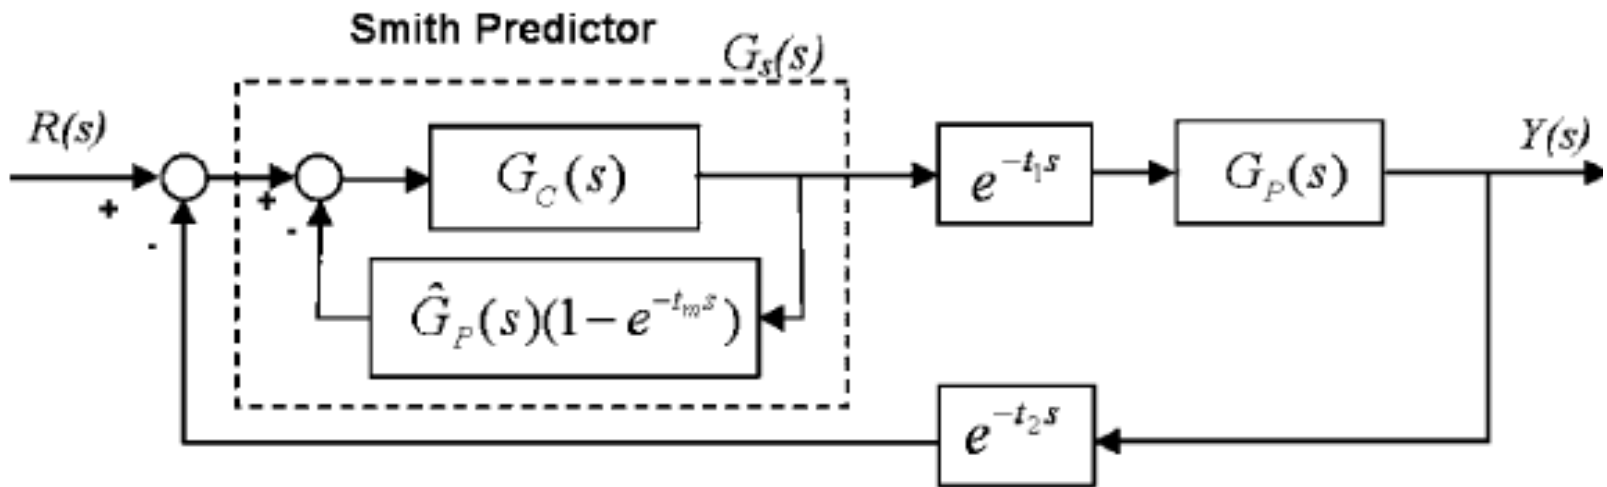 Smith Predictor
G_s(s)
R(s)
+
-
+
-
G_C(s)
e^{-t_1 s}
G_P(s)
Y(s)
Ĝ_P(s)(1 − e^{-t_m s})
e^{-t_2 s}